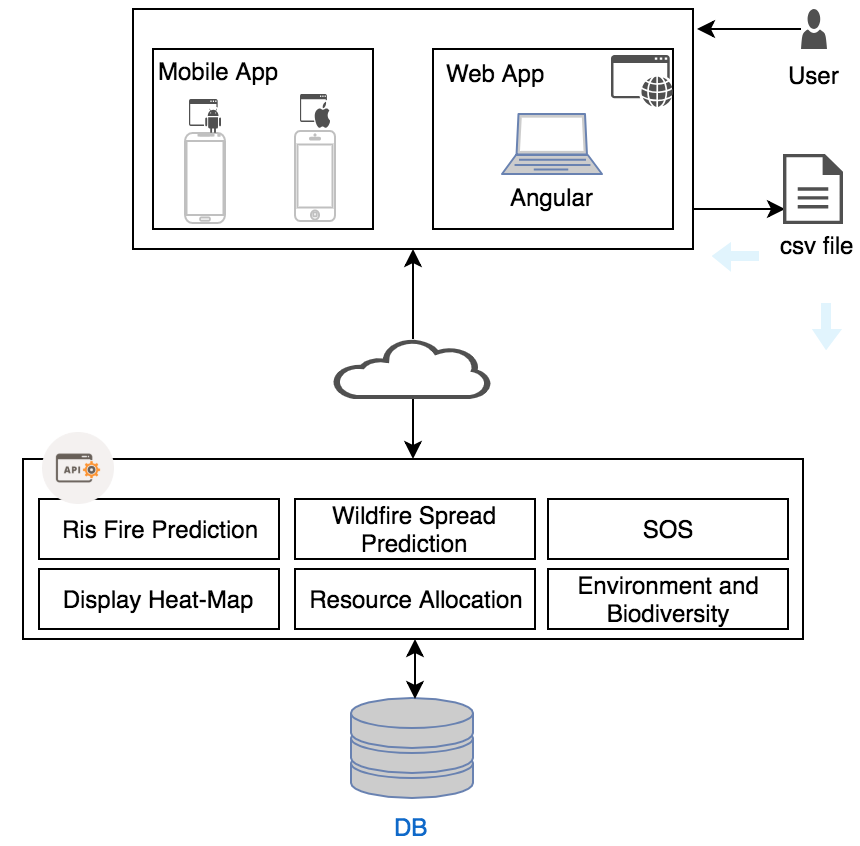 Mobile App
Web App
User
Angular
csv file
API
Ris Fire Prediction
Wildfire Spread
Prediction
SOS
Display Heat-Map
Resource Allocation
Environment and
Biodiversity
DB